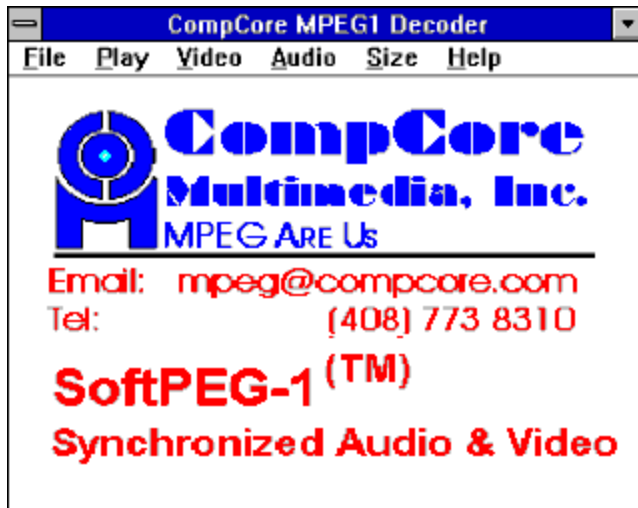 CompCore MPEG1 Decoder
File Play Video Audio Size Help
CompCore
Multimedia, Inc.
MPEG ARE US
Email: mpeg@compcore.com
Tel: (408) 773 8310
SoftPEG-1 (TM)
Synchronized Audio & Video